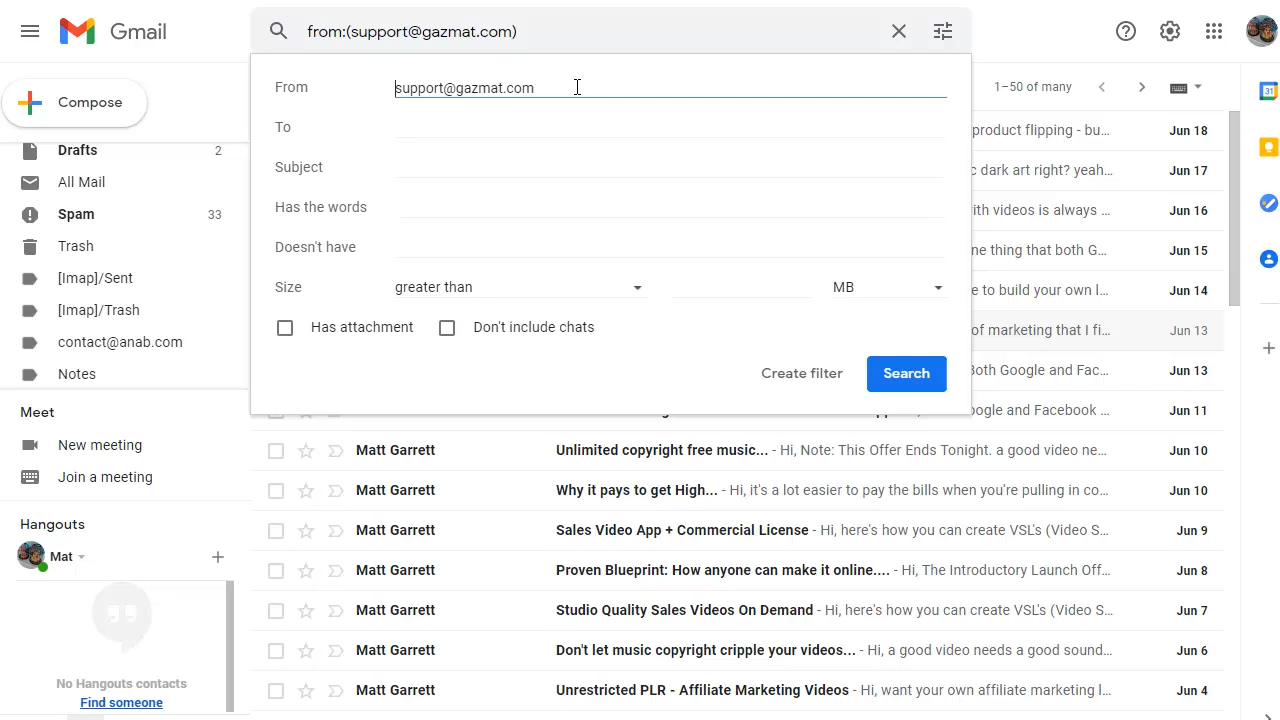 Gmail
from:(support@gazmat.com)
Compose
Drafts 2
All Mail
Spam 33
Trash
[Imap]/Sent
[Imap]/Trash
contact@anab.com
Notes
Meet
New meeting
Join a meeting
Hangouts
Mat
No Hangouts contacts
Find someone
From support@gazmat.com
To
Subject
Has the words
Doesn't have
Size greater than MB
Has attachment Don't include chats
Create filter Search
1–50 of many
product flipping - bu... Jun 18
dark art right? yeah... Jun 17
ith videos is always ... Jun 16
ne thing that both G... Jun 15
e to build your own l... Jun 14
of marketing that I fi... Jun 13
Both Google and Fac... Jun 13
oogle and Facebook ... Jun 11
Matt Garrett Unlimited copyright free music... - Hi, Note: This Offer Ends Tonight. a good video ne... Jun 10
Matt Garrett Why it pays to get High... - Hi, it's a lot easier to pay the bills when you're pulling in co... Jun 10
Matt Garrett Sales Video App + Commercial License - Hi, here's how you can create VSL's (Video S... Jun 9
Matt Garrett Proven Blueprint: How anyone can make it online.... - Hi, The Introductory Launch Off... Jun 8
Matt Garrett Studio Quality Sales Videos On Demand - Hi, here's how you can create VSL's (Video S... Jun 7
Matt Garrett Don't let music copyright cripple your videos... - Hi, a good video needs a good sound... Jun 6
Matt Garrett Unrestricted PLR - Affiliate Marketing Videos - Hi, want your own affiliate marketing l... Jun 4
31